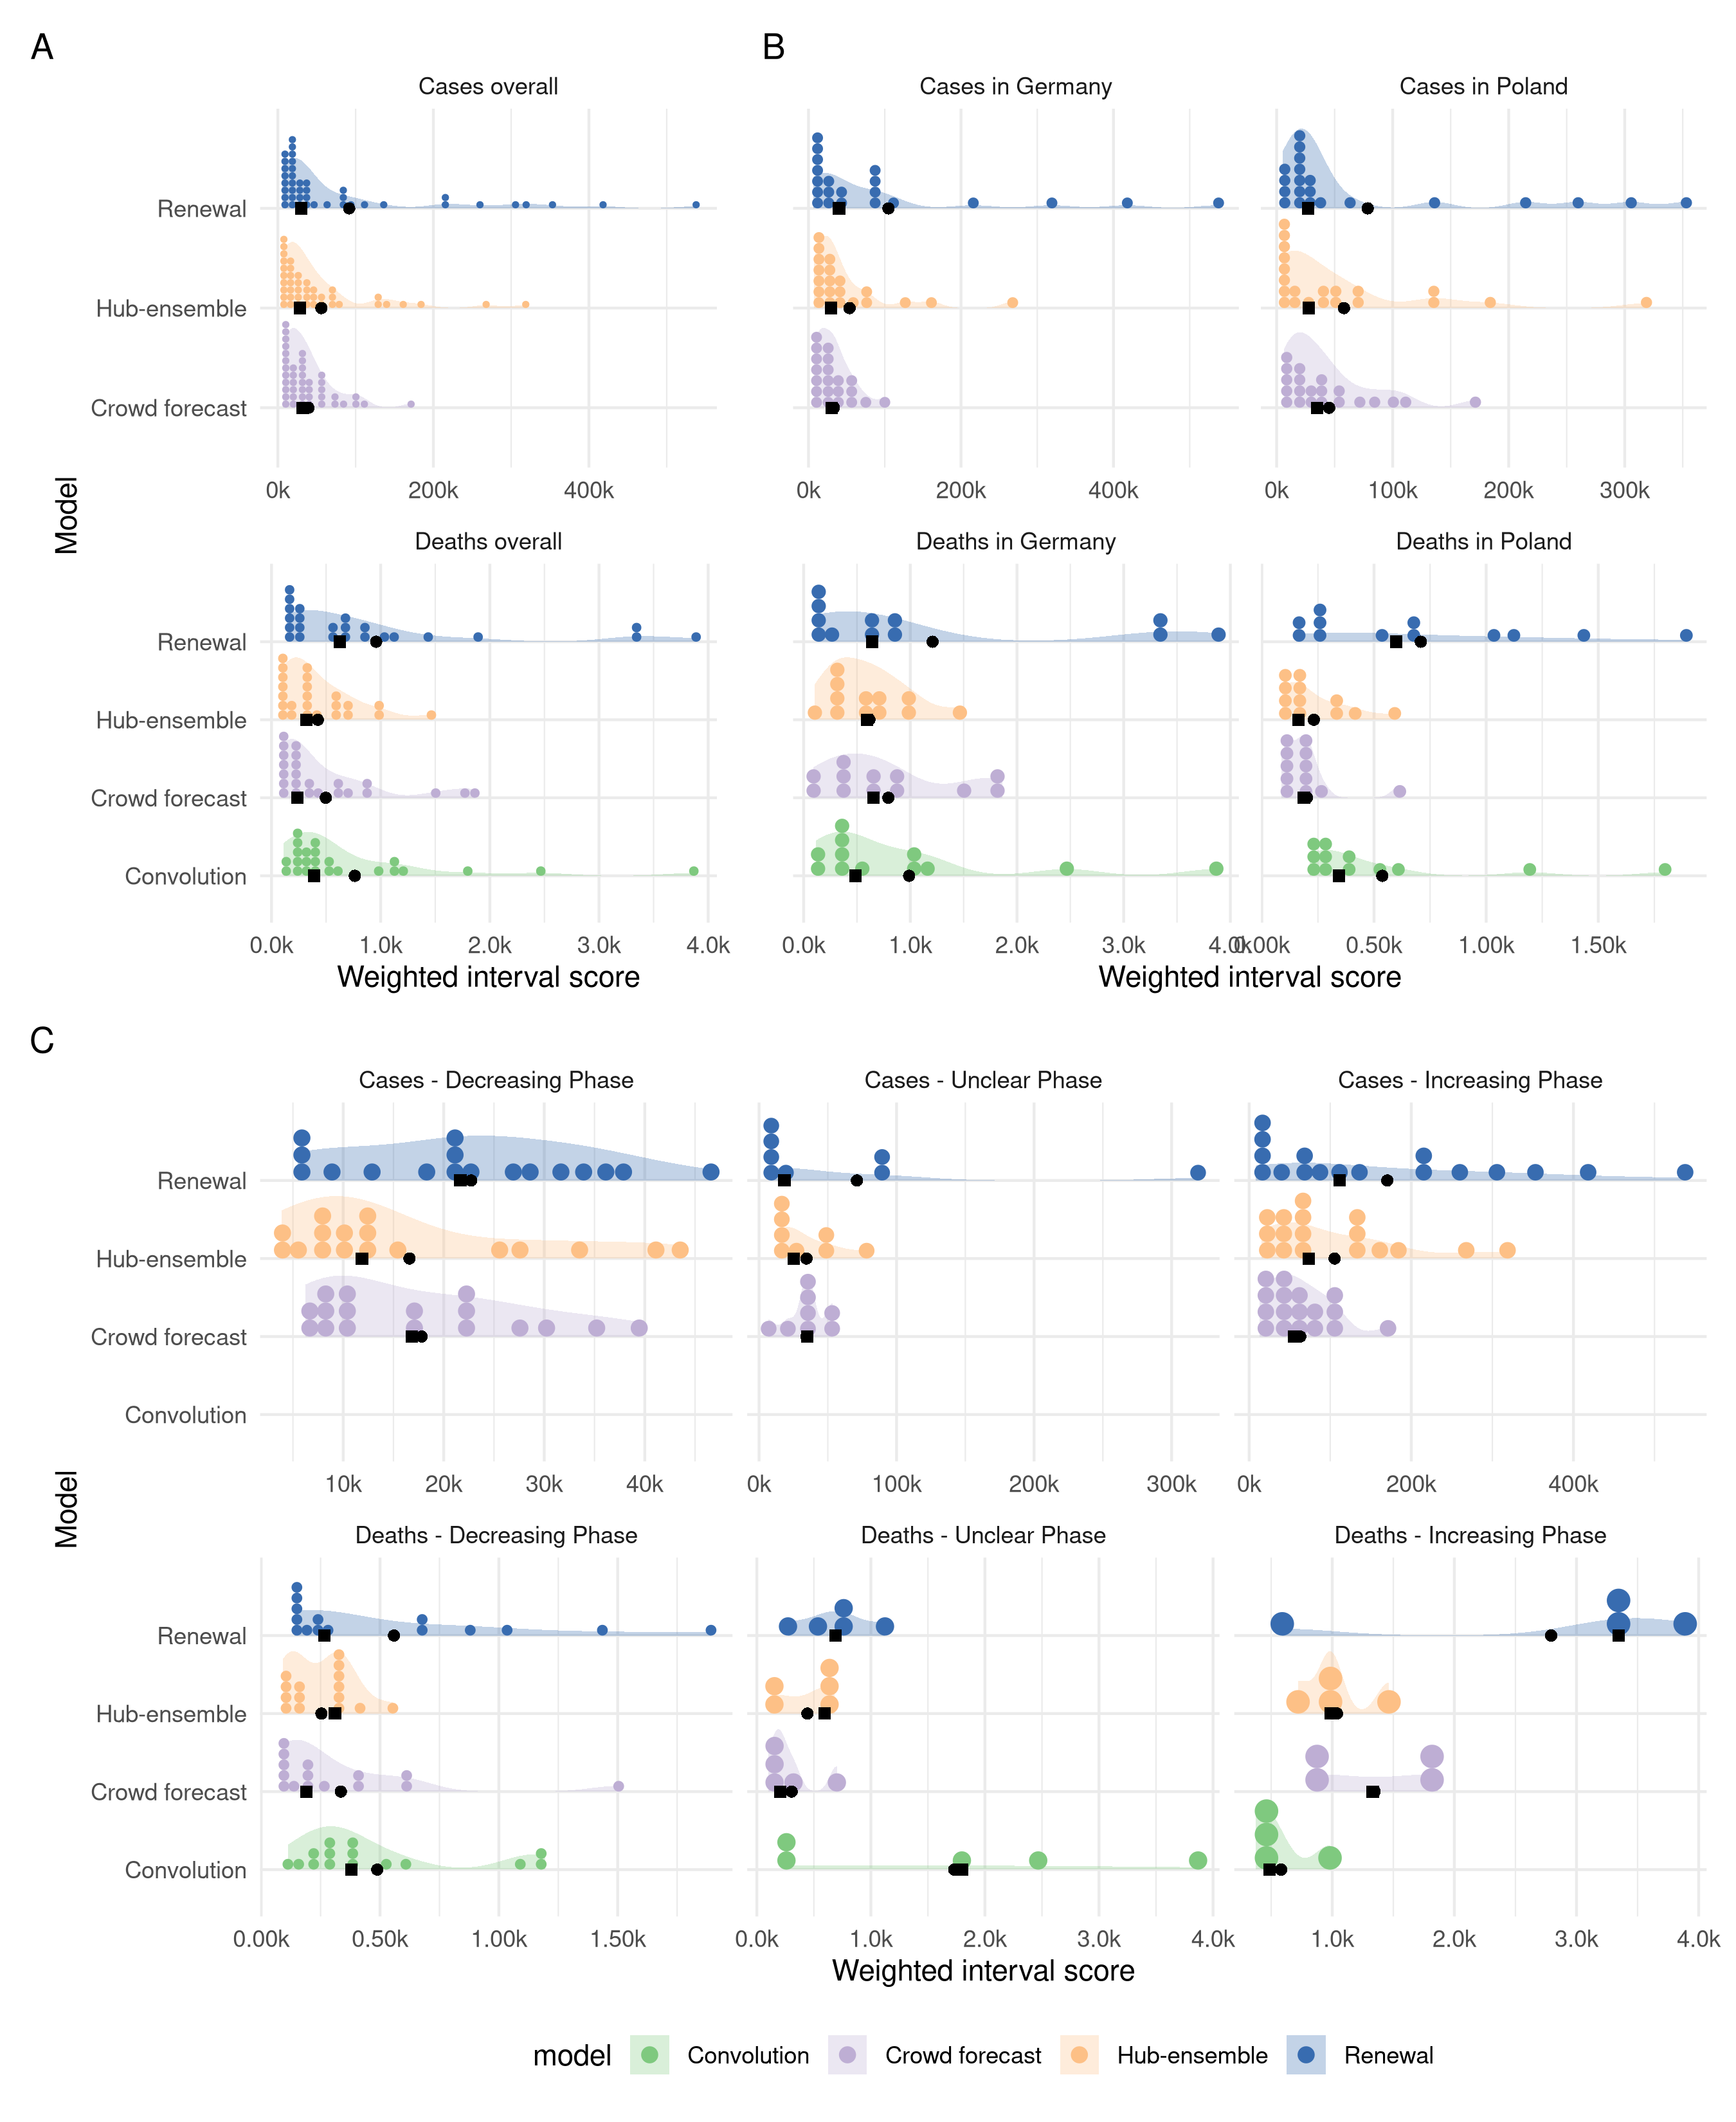 A
B
Cases overall
Cases in Germany
Cases in Poland
Renewal
Hub-ensemble
Crowd forecast
0k 200k 400k
0k 200k 400k
0k 100k 200k 300k
Model
Deaths overall
Deaths in Germany
Deaths in Poland
Renewal
Hub-ensemble
Crowd forecast
Convolution
0.0k 1.0k 2.0k 3.0k 4.0k
0.0k 1.0k 2.0k 3.0k 4.0k
0.00k 0.50k 1.00k 1.50k
Weighted interval score
Weighted interval score
C
Cases - Decreasing Phase
Cases - Unclear Phase
Cases - Increasing Phase
Renewal
Hub-ensemble
Crowd forecast
Convolution
10k 20k 30k 40k
0k 100k 200k 300k
0k 200k 400k
Model
Deaths - Decreasing Phase
Deaths - Unclear Phase
Deaths - Increasing Phase
Renewal
Hub-ensemble
Crowd forecast
Convolution
0.00k 0.50k 1.00k 1.50k
0.0k 1.0k 2.0k 3.0k 4.0k
1.0k 2.0k 3.0k 4.0k
Weighted interval score
model Convolution Crowd forecast Hub-ensemble Renewal